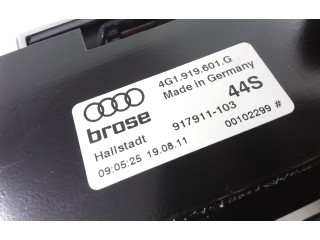 4G1.919.601.G
Made in Germany
brose
44S
Hallstadt 917911-103
09:05:25 19.08.11 00102299 #